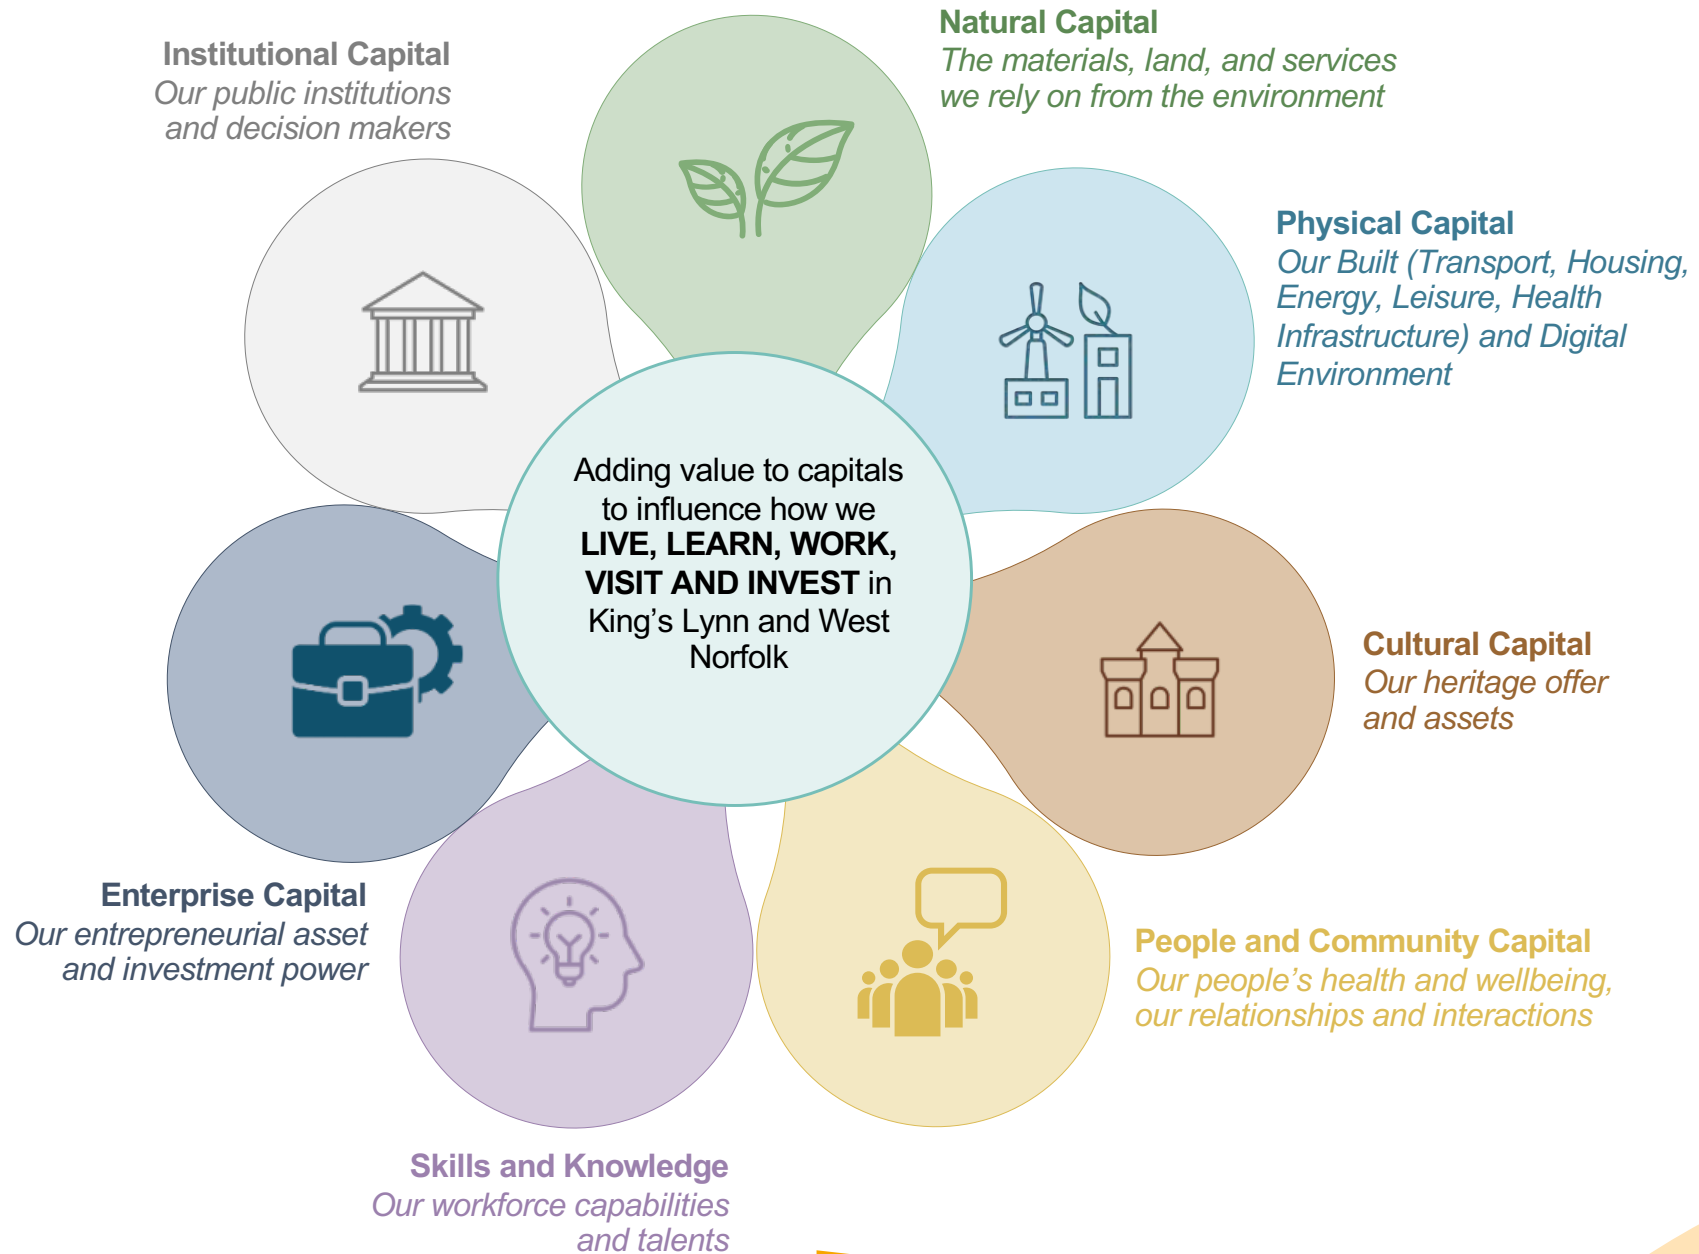 Natural Capital
The materials, land, and services
we rely on from the environment
Institutional Capital
Our public institutions
and decision makers
Physical Capital
Our Built (Transport, Housing,
Energy, Leisure, Health
Infrastructure) and Digital
Environment
Adding value to capitals
to influence how we
LIVE, LEARN, WORK,
VISIT AND INVEST in
King’s Lynn and West
Norfolk
Cultural Capital
Our heritage offer
and assets
Enterprise Capital
Our entrepreneurial asset
and investment power
People and Community Capital
Our people’s health and wellbeing,
our relationships and interactions
Skills and Knowledge
Our workforce capabilities
and talents